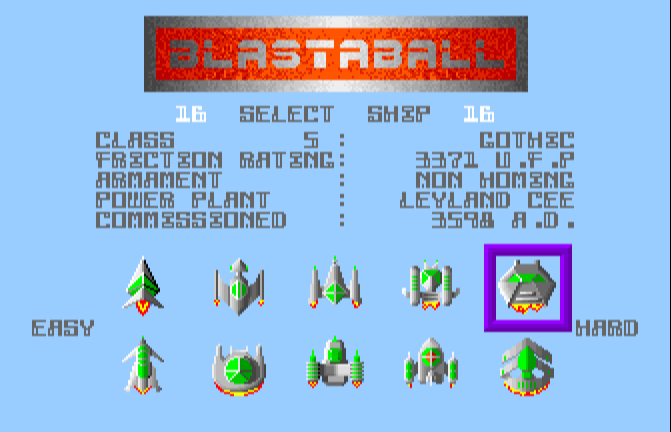 BLASTABALL
16 SELECT SHIP 16
CLASS 5 : GOTHIC
FRICTION RATING: 3371 U.F.P
ARMAMENT : NON HOMING
POWER PLANT : LEYLAND CEE
COMMISSIONED : 3598 A.D.
EASY
HARD